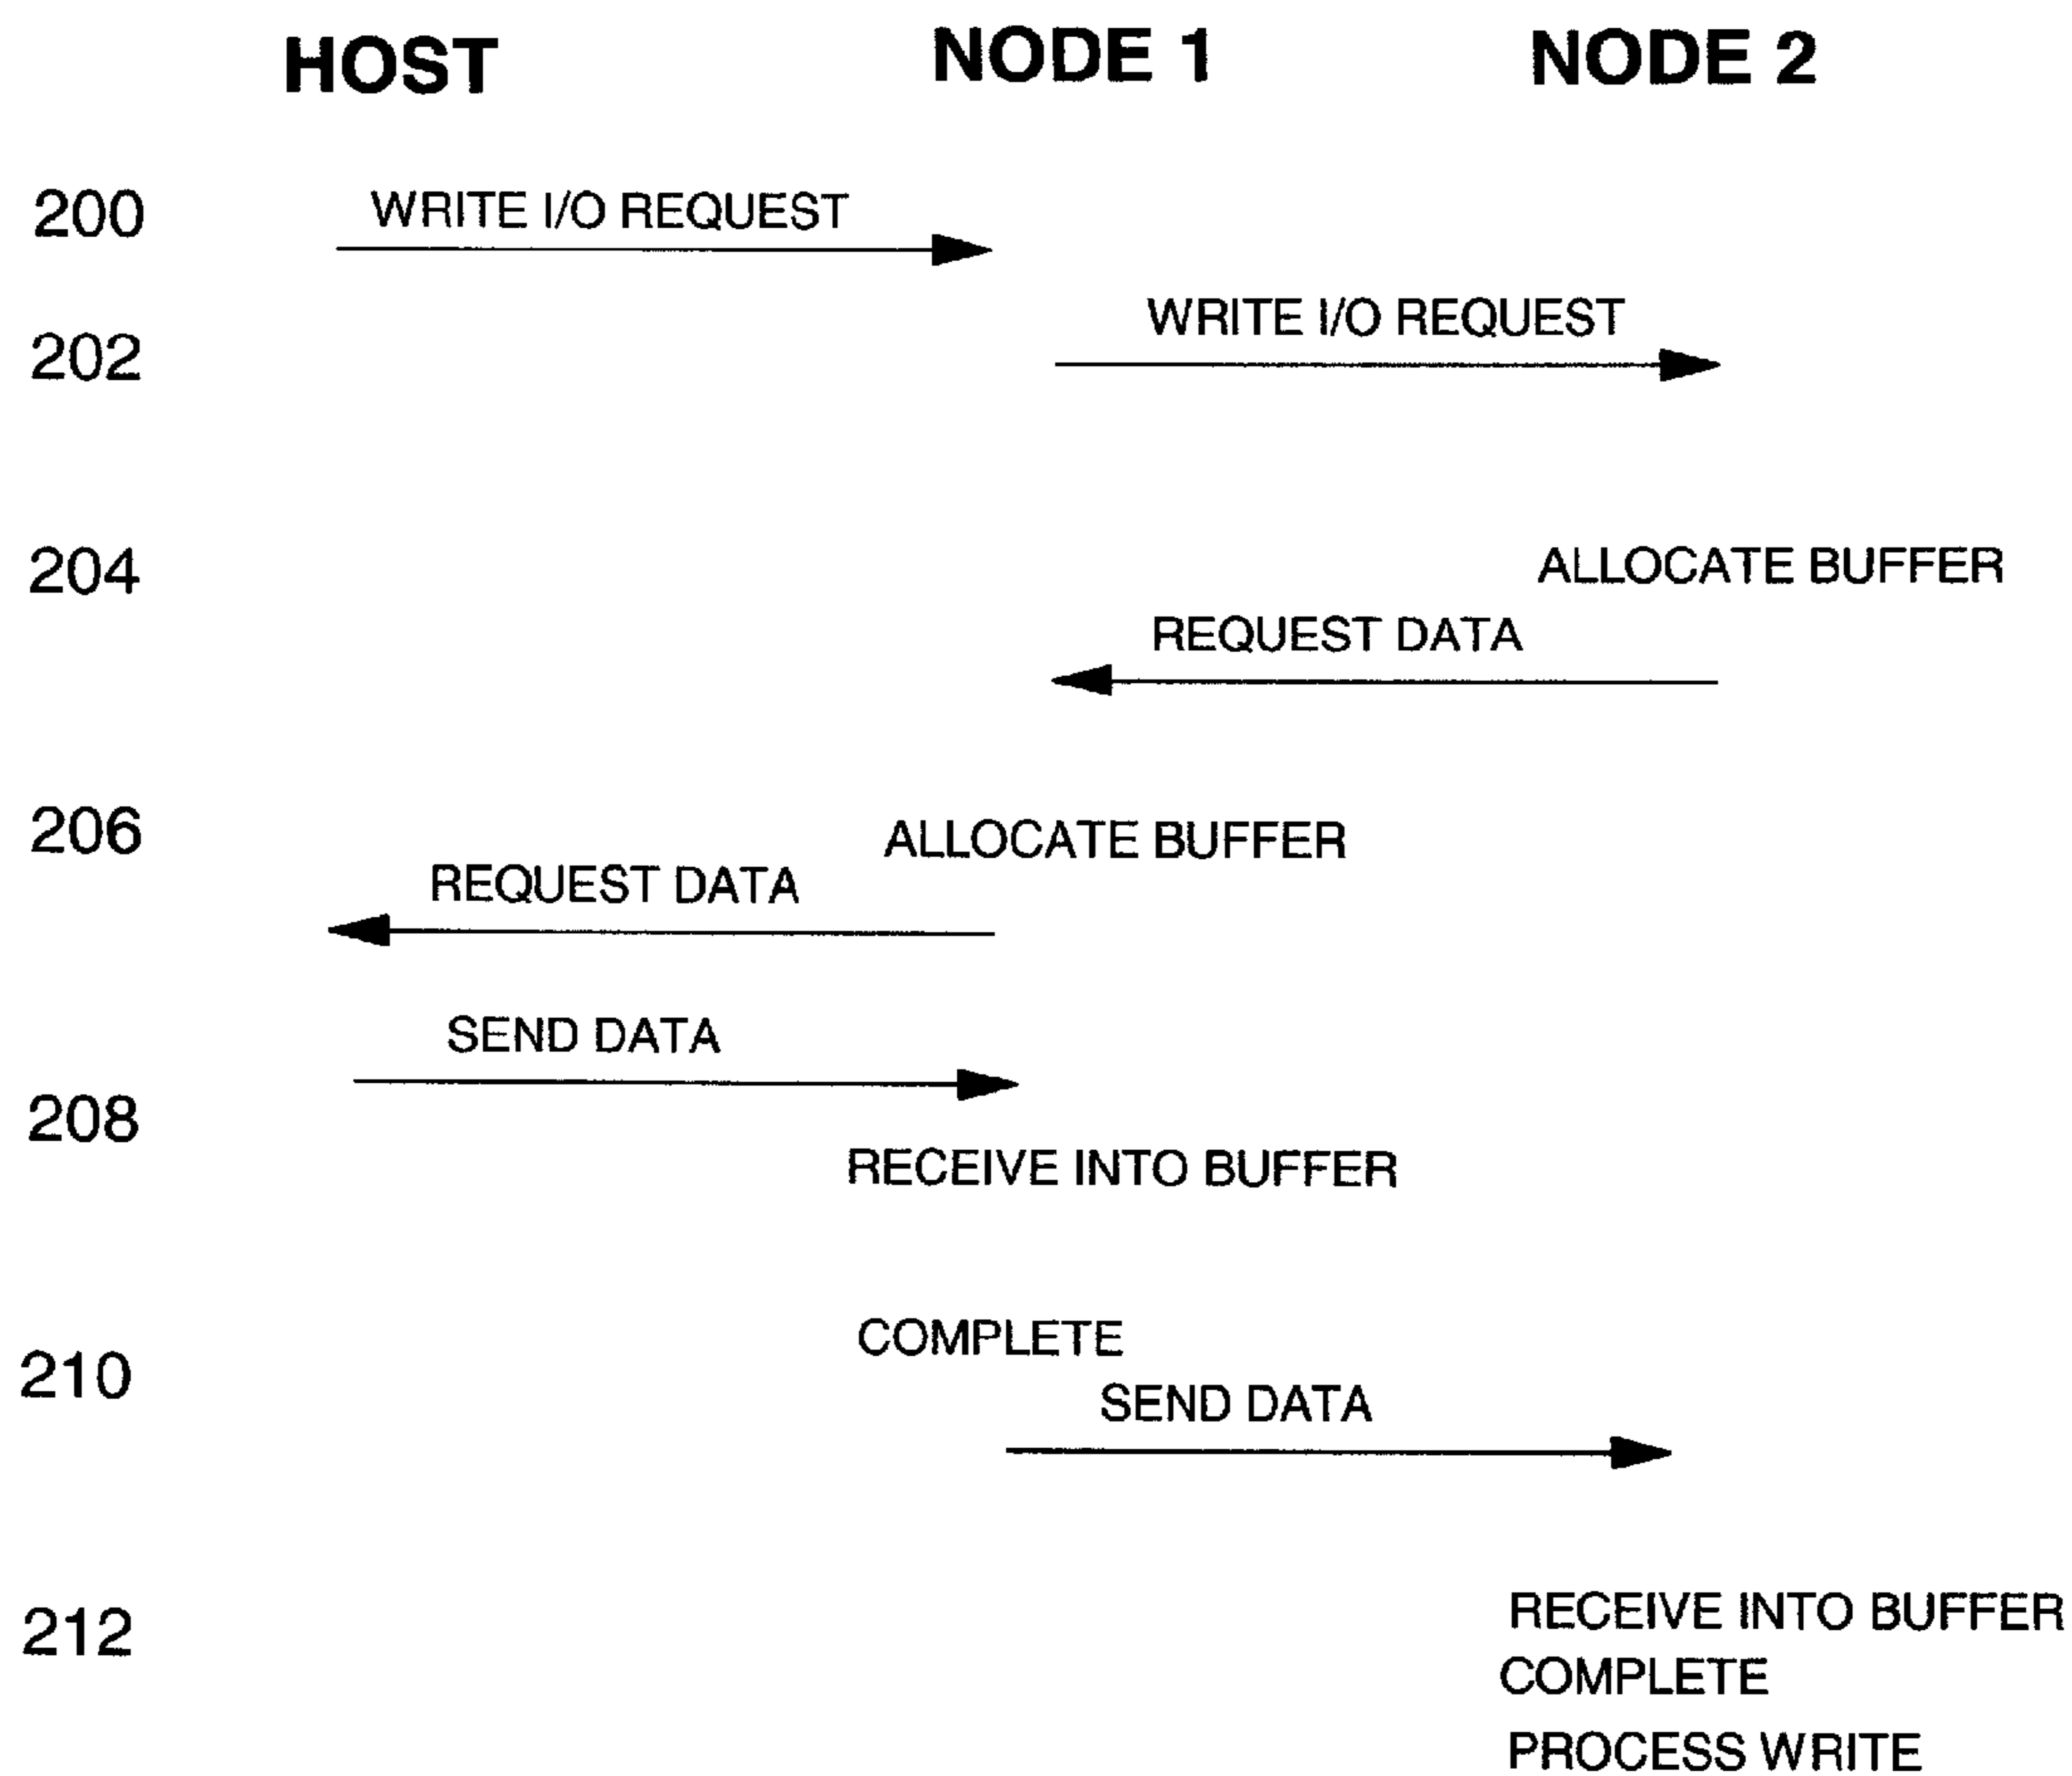 HOST NODE 1 NODE 2
200 WRITE I/O REQUEST
202 WRITE I/O REQUEST
204 ALLOCATE BUFFER
REQUEST DATA
206 ALLOCATE BUFFER
REQUEST DATA
SEND DATA
208
RECEIVE INTO BUFFER
COMPLETE
210
SEND DATA
212 RECEIVE INTO BUFFER
COMPLETE
PROCESS WRITE